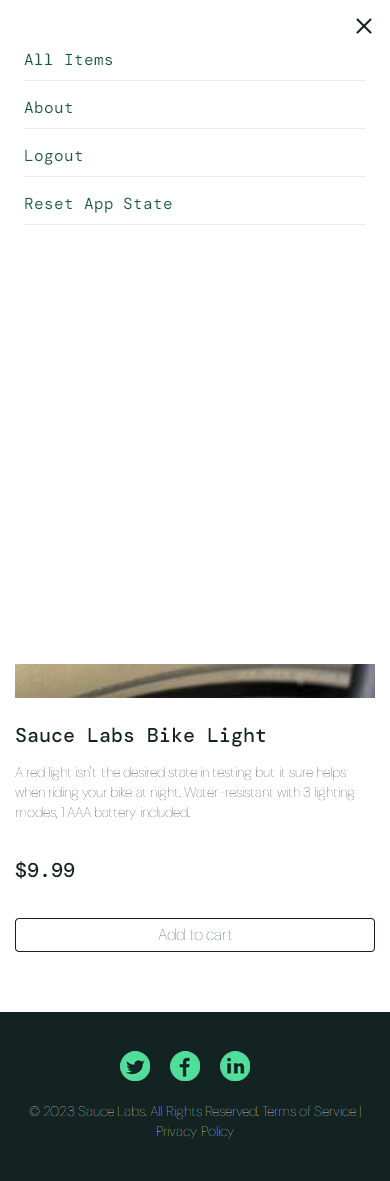 All Items
About
Logout
Reset App State
Sauce Labs Bike Light
A red light isn't the desired state in testing but it sure helps
when riding your bike at night. Water-resistant with 3 lighting
modes, 1 AAA battery included.
$9.99
Add to cart
© 2023 Sauce Labs. All Rights Reserved. Terms of Service |
Privacy Policy